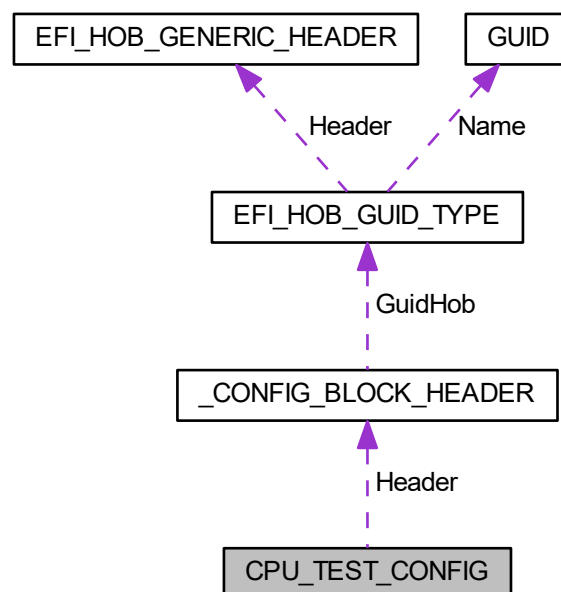 EFI_HOB_GENERIC_HEADER
GUID
Header
Name
EFI_HOB_GUID_TYPE
GuidHob
_CONFIG_BLOCK_HEADER
Header
CPU_TEST_CONFIG